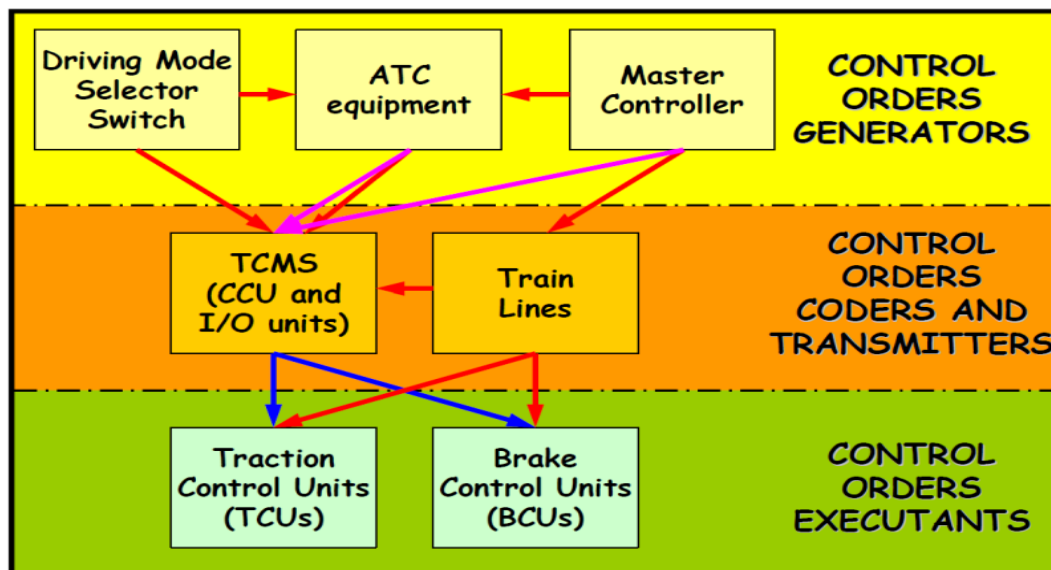 Driving Mode
Selector
Switch
ATC
equipment
Master
Controller
CONTROL
ORDERS
GENERATORS
TCMS
(CCU and
I/O units)
Train
Lines
CONTROL
ORDERS
CODERS AND
TRANSMITTERS
Traction
Control Units
(TCUs)
Brake
Control Units
(BCUs)
CONTROL
ORDERS
EXECUTANTS